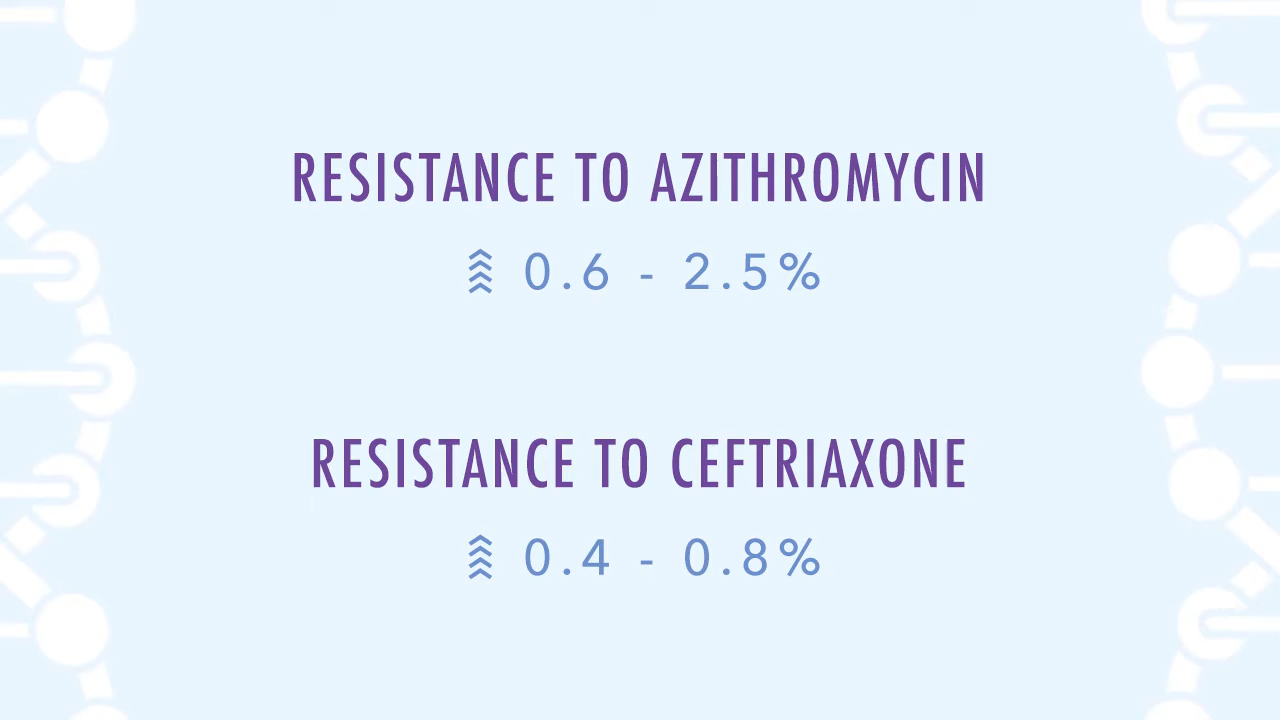 RESISTANCE TO AZITHROMYCIN
0.6 - 2.5%
RESISTANCE TO CEFTRIAXONE
0.4 - 0.8%